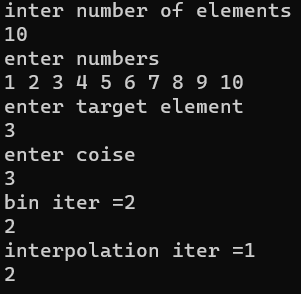 inter number of elements
10
enter numbers
1 2 3 4 5 6 7 8 9 10
enter target element
3
enter coise
3
bin iter =2
2
interpolation iter =1
2